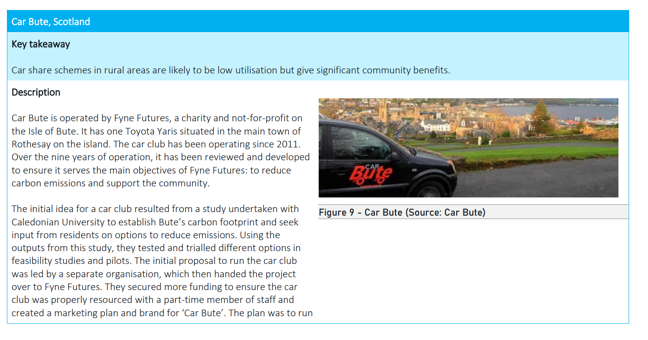 Car Bute, Scotland
Key takeaway
Car share schemes in rural areas are likely to be low utilisation but give significant community benefits.
Description
Car Bute is operated by Fyne Futures, a charity and not-for-profit on
the Isle of Bute. It has one Toyota Yaris situated in the main town of
Rothesay on the island. The car club has been operating since 2011.
Over the nine years of operation, it has been reviewed and developed
to ensure it serves the main objectives of Fyne Futures: to reduce
carbon emissions and support the community.
The initial idea for a car club resulted from a study undertaken with
Caledonian University to establish Bute's carbon footprint and seek
input from residents on options to reduce emissions. Using the
outputs from this study, they tested and trialled different options in
feasibility studies and pilots. The initial proposal to run the car club
was led by a separate organisation, which then handed the project
over to Fyne Futures. They secured more funding to ensure the car
club was properly resourced with a part-time member of staff and
created a marketing plan and brand for 'Car Bute'. The plan was to run
CAR
Bute
Figure 9 - Car Bute (Source: Car Bute)